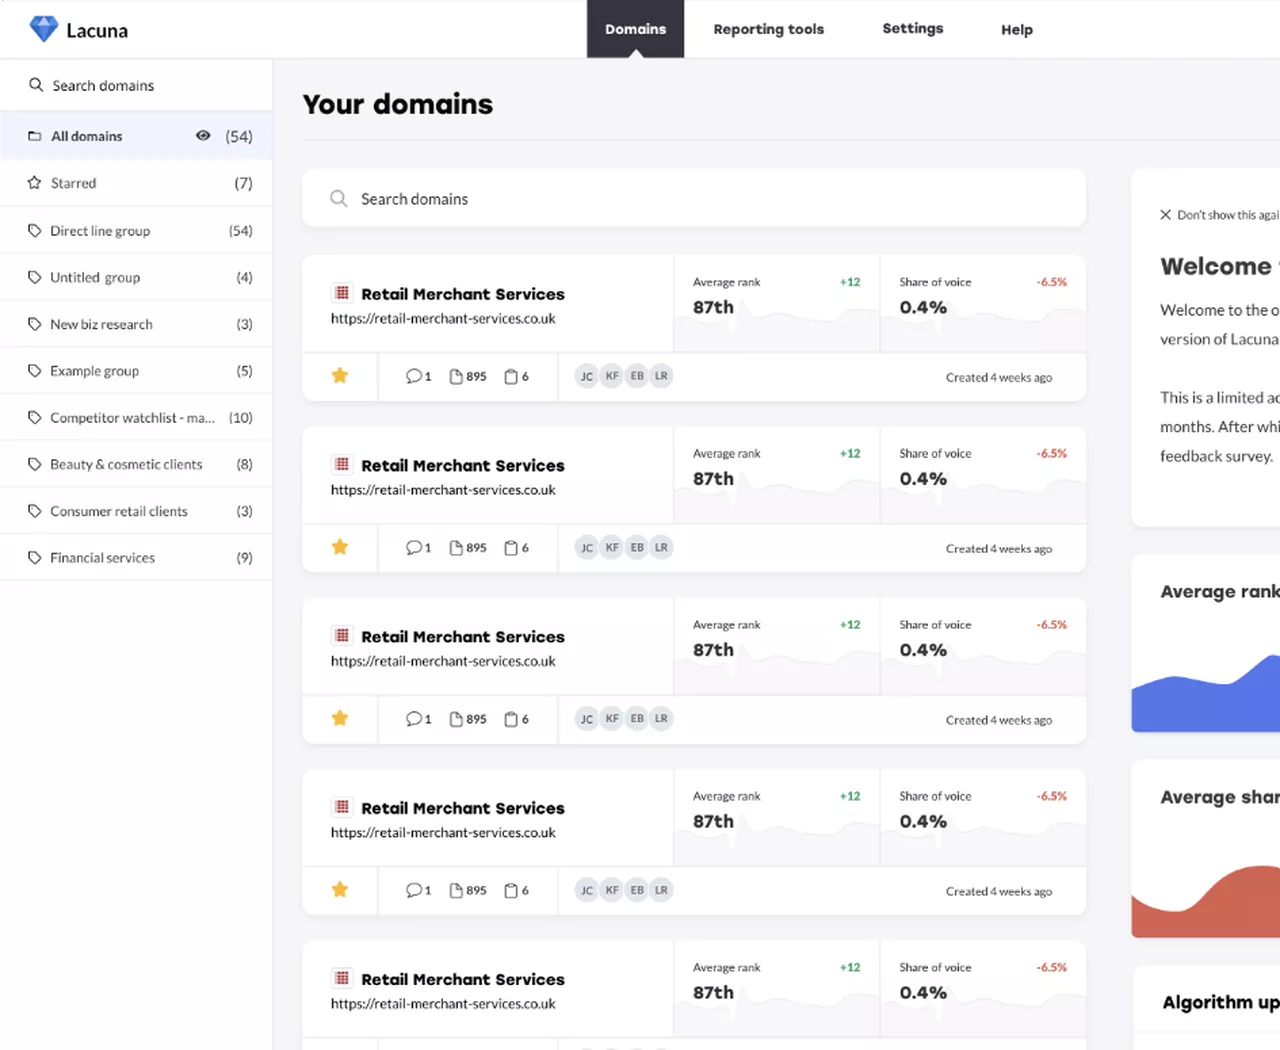 Lacuna
Domains
Reporting tools
Settings
Help
Search domains
All domains (54)
Starred (7)
Direct line group (54)
Untitled group (4)
New biz research (3)
Example group (5)
Competitor watchlist - ma... (10)
Beauty & cosmetic clients (8)
Consumer retail clients (3)
Financial services (9)
Your domains
Search domains
Retail Merchant Services
https://retail-merchant-services.co.uk
Average rank +12
87th
Share of voice -6.5%
0.4%
1 895 6
JC KF EB LR
Created 4 weeks ago
Retail Merchant Services
https://retail-merchant-services.co.uk
Average rank +12
87th
Share of voice -6.5%
0.4%
1 895 6
JC KF EB LR
Created 4 weeks ago
Retail Merchant Services
https://retail-merchant-services.co.uk
Average rank +12
87th
Share of voice -6.5%
0.4%
1 895 6
JC KF EB LR
Created 4 weeks ago
Retail Merchant Services
https://retail-merchant-services.co.uk
Average rank +12
87th
Share of voice -6.5%
0.4%
1 895 6
JC KF EB LR
Created 4 weeks ago
Retail Merchant Services
https://retail-merchant-services.co.uk
Average rank +12
87th
Share of voice -6.5%
0.4%
Don't show this agai
Welcome
Welcome to the o
version of Lacuna
This is a limited ac
months. After whi
feedback survey.
Average rank
Average shar
Algorithm up